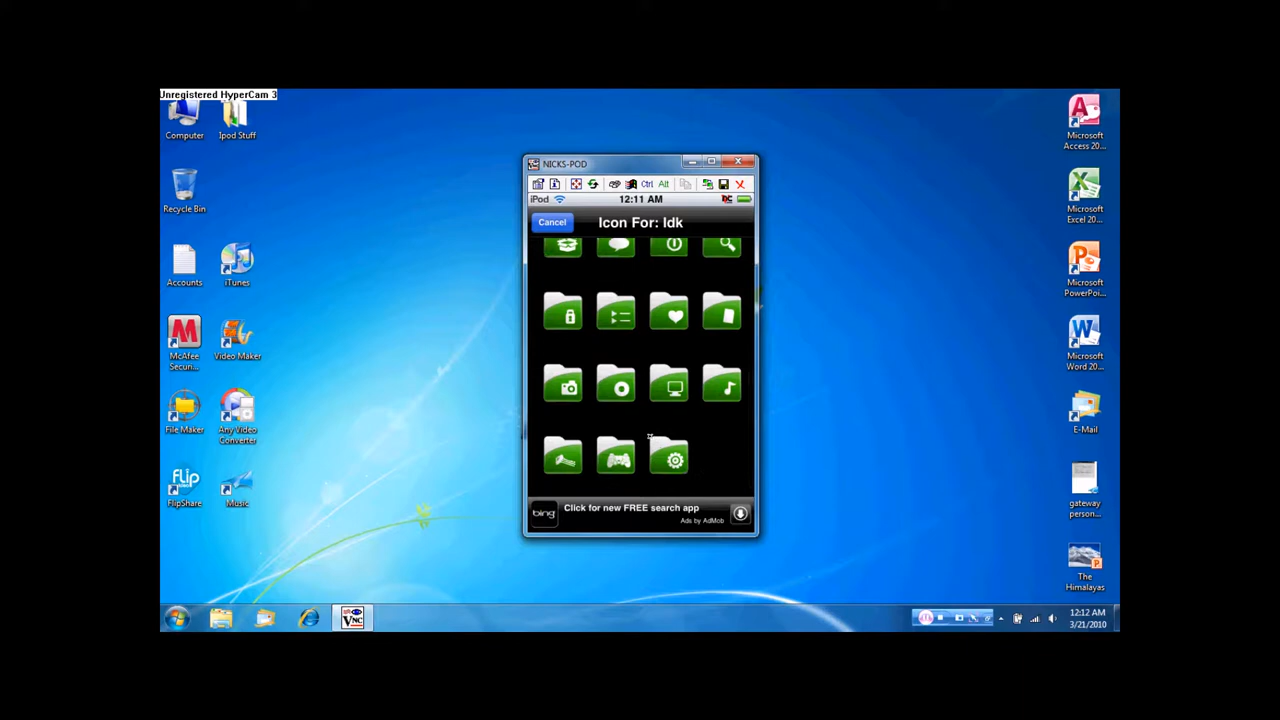 Unregistered HyperCam 3
Computer
Ipod Stuff
Recycle Bin
Accounts
iTunes
McAfee
Securi...
Video Maker
File Maker
Any Video
Converter
flip
FlipShare
Music
NICKS-POD
Ctrl Alt
iPod
12:11 AM
Cancel
Icon For: Idk
bing
Click for new FREE search app
Ads by AdMob
Microsoft
Access 20...
Microsoft
Excel 20...
Microsoft
PowerPoi...
Microsoft
Word 20...
E-Mail
gateway
person...
The
Himalayas
VNC
12:12 AM
3/21/2010